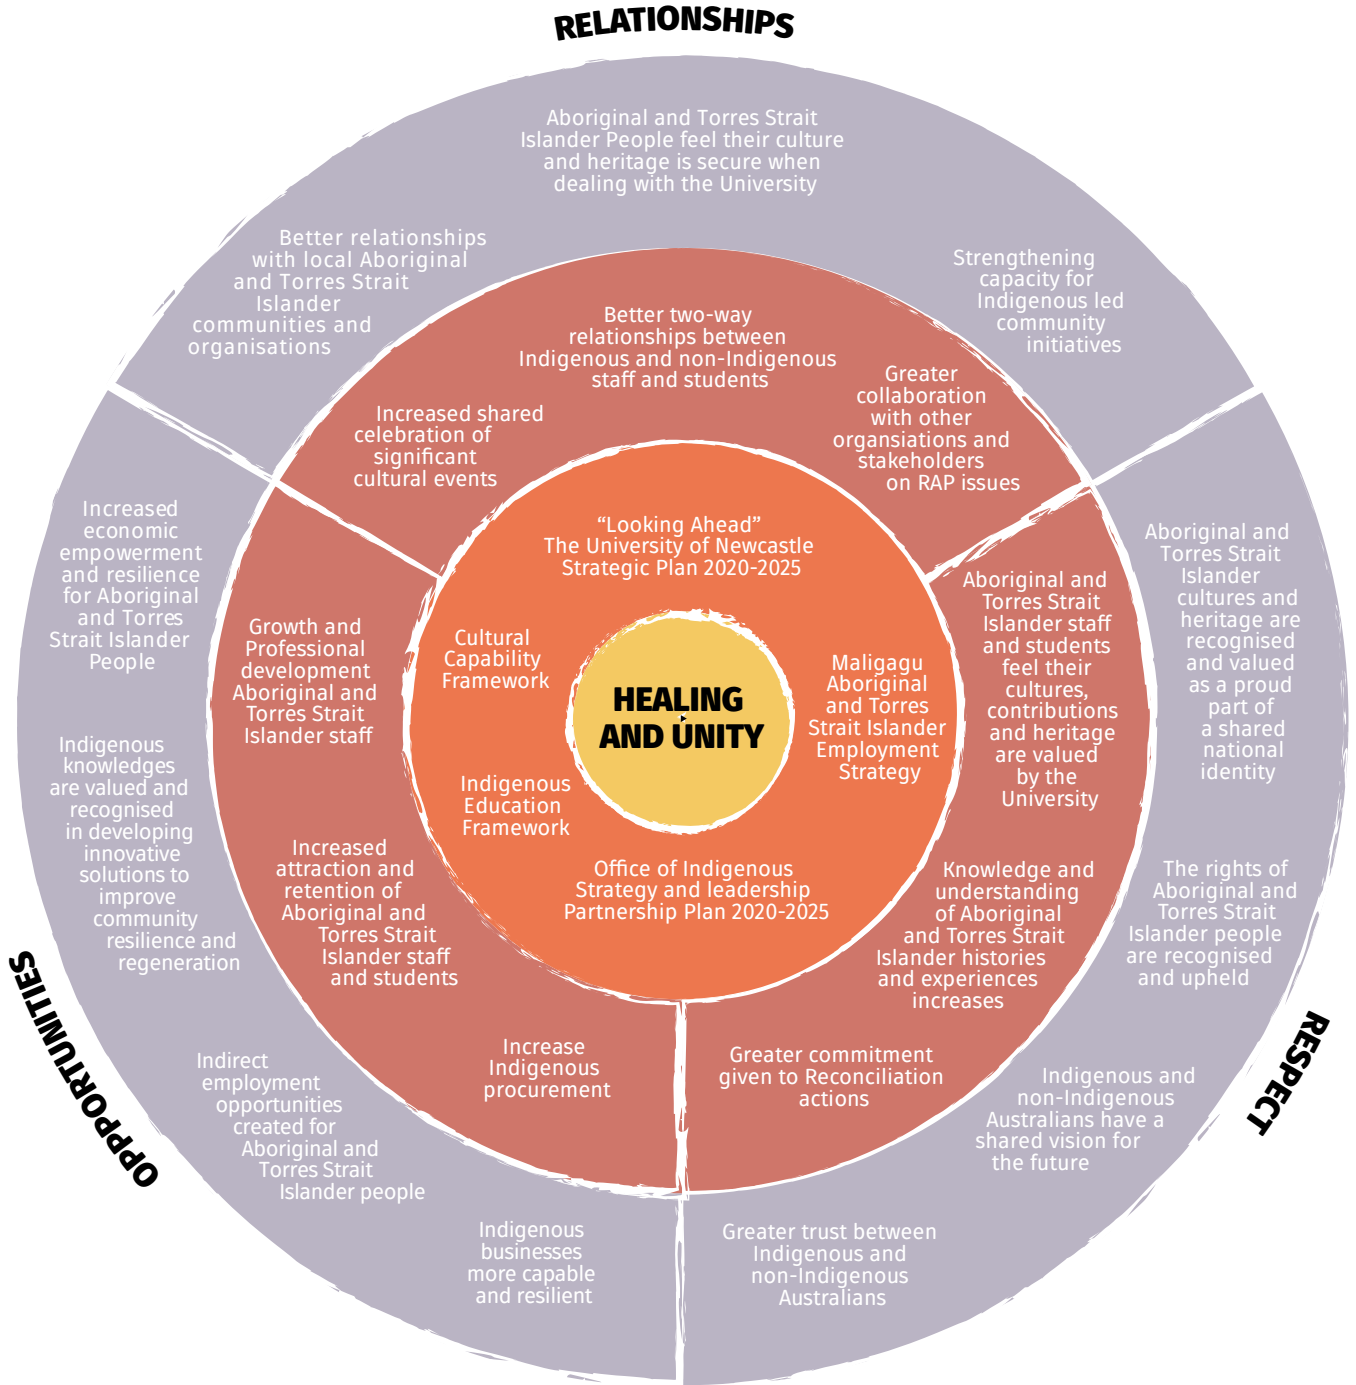 RELATIONSHIPS
Aboriginal and Torres Strait
Islander People feel their culture
and heritage is secure when
dealing with the University
Better relationships
with local Aboriginal
and Torres Strait
Islander
communities and
organisations
Strengthening
capacity for
Indigenous led
community
initiatives
Better two-way
relationships between
Indigenous and non-Indigenous
staff and students
Increased shared
celebration of
significant
cultural events
Greater
collaboration
with other
organsiations and
stakeholders
on RAP issues
"Looking Ahead"
The University of Newcastle
Strategic Plan 2020-2025
Cultural
Capability
Framework
Maligagu
Aboriginal
and Torres
Strait Islander
Employment
Strategy
HEALING
AND UNITY
Indigenous
Education
Framework
Office of Indigenous
Strategy and leadership
Partnership Plan 2020-2025
Aboriginal and
Torres Strait
Islander staff
and students
feel their
cultures,
contributions
and heritage
are valued
by the
University
Knowledge and
understanding
of Aboriginal
and Torres Strait
Islander histories
and experiences
increases
Greater commitment
given to Reconciliation
actions
Aboriginal and
Torres Strait
Islander
cultures and
heritage are
recognised
and valued
as a proud
part of
a shared
national
identity
The rights of
Aboriginal and
Torres Strait
Islander people
are recognised
and upheld
Indigenous and
non-Indigenous
Australians have a
shared vision for
the future
Greater trust between
Indigenous and
non-Indigenous
Australians
RESPECT
Growth and
Professional
development
Aboriginal and
Torres Strait
Islander staff
Increased
attraction and
retention of
Aboriginal and
Torres Strait
Islander staff
and students
Increase
Indigenous
procurement
Increased
economic
empowerment
and resilience
for Aboriginal
and Torres
Strait Islander
People
Indigenous
knowledges
are valued and
recognised
in developing
innovative
solutions to
improve
community
resilience and
regeneration
Indirect
employment
opportunities
created for
Aboriginal and
Torres Strait
Islander people
Indigenous
businesses
more capable
and resilient
OPPPORTUNITIES